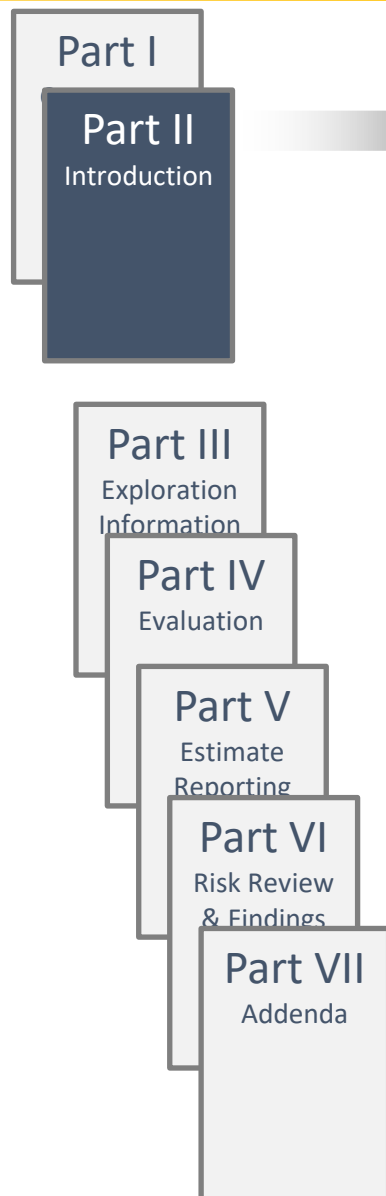 Part I
Part II
Introduction
Part III
Exploration
Information
Part IV
Evaluation
Part V
Estimate
Reporting
Part VI
Risk Review
& Findings
Part VII
Addenda